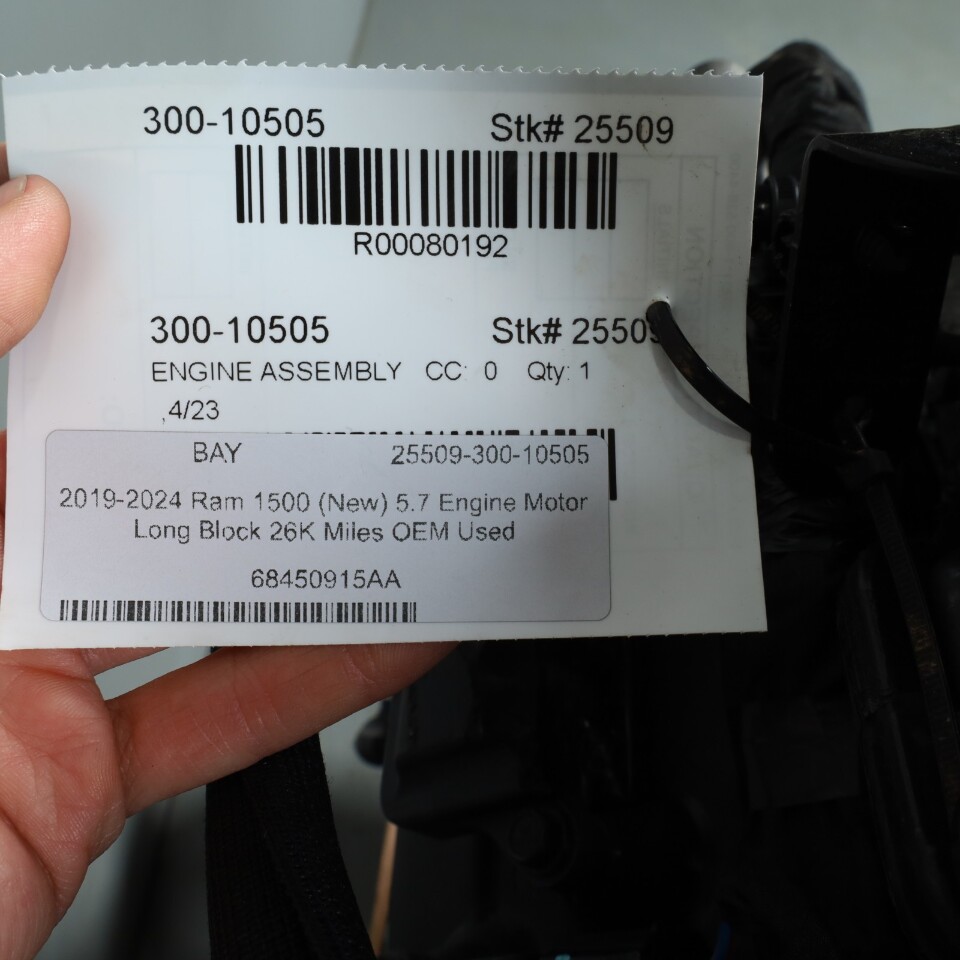 300-10505 Stk# 25509
R00080192
300-10505 Stk# 25509
ENGINE ASSEMBLY CC: 0 Qty: 1
,4/23
BAY 25509-300-10505
2019-2024 Ram 1500 (New) 5.7 Engine Motor
Long Block 26K Miles OEM Used
68450915AA